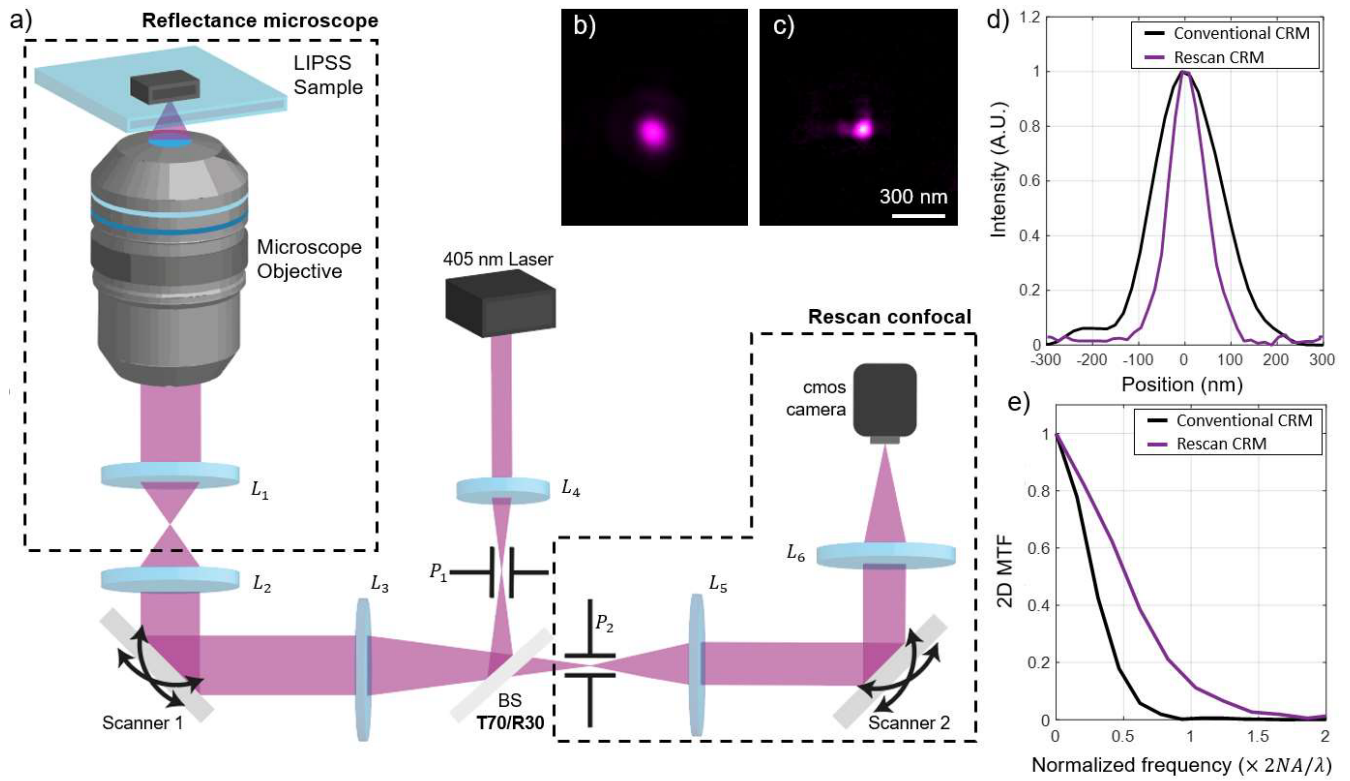 a)
Reflectance microscope
LIPSS
Sample
Microscope
Objective
L₁
L₂
Scanner 1
L₃
405 nm Laser
L₄
P₁
BS
T70/R30
Rescan confocal
cmos
camera
L₆
L₅
P₂
Scanner 2
b)
c)
300 nm
d)
Intensity (A.U.)
1.2
1
0.8
0.6
0.4
0.2
0
-300 -200 -100 0 100 200 300
Position (nm)
Conventional CRM
Rescan CRM
e)
2D MTF
1
0.8
0.6
0.4
0.2
0
0 0.5 1 1.5 2
Normalized frequency (× 2NA/λ)
Conventional CRM
Rescan CRM